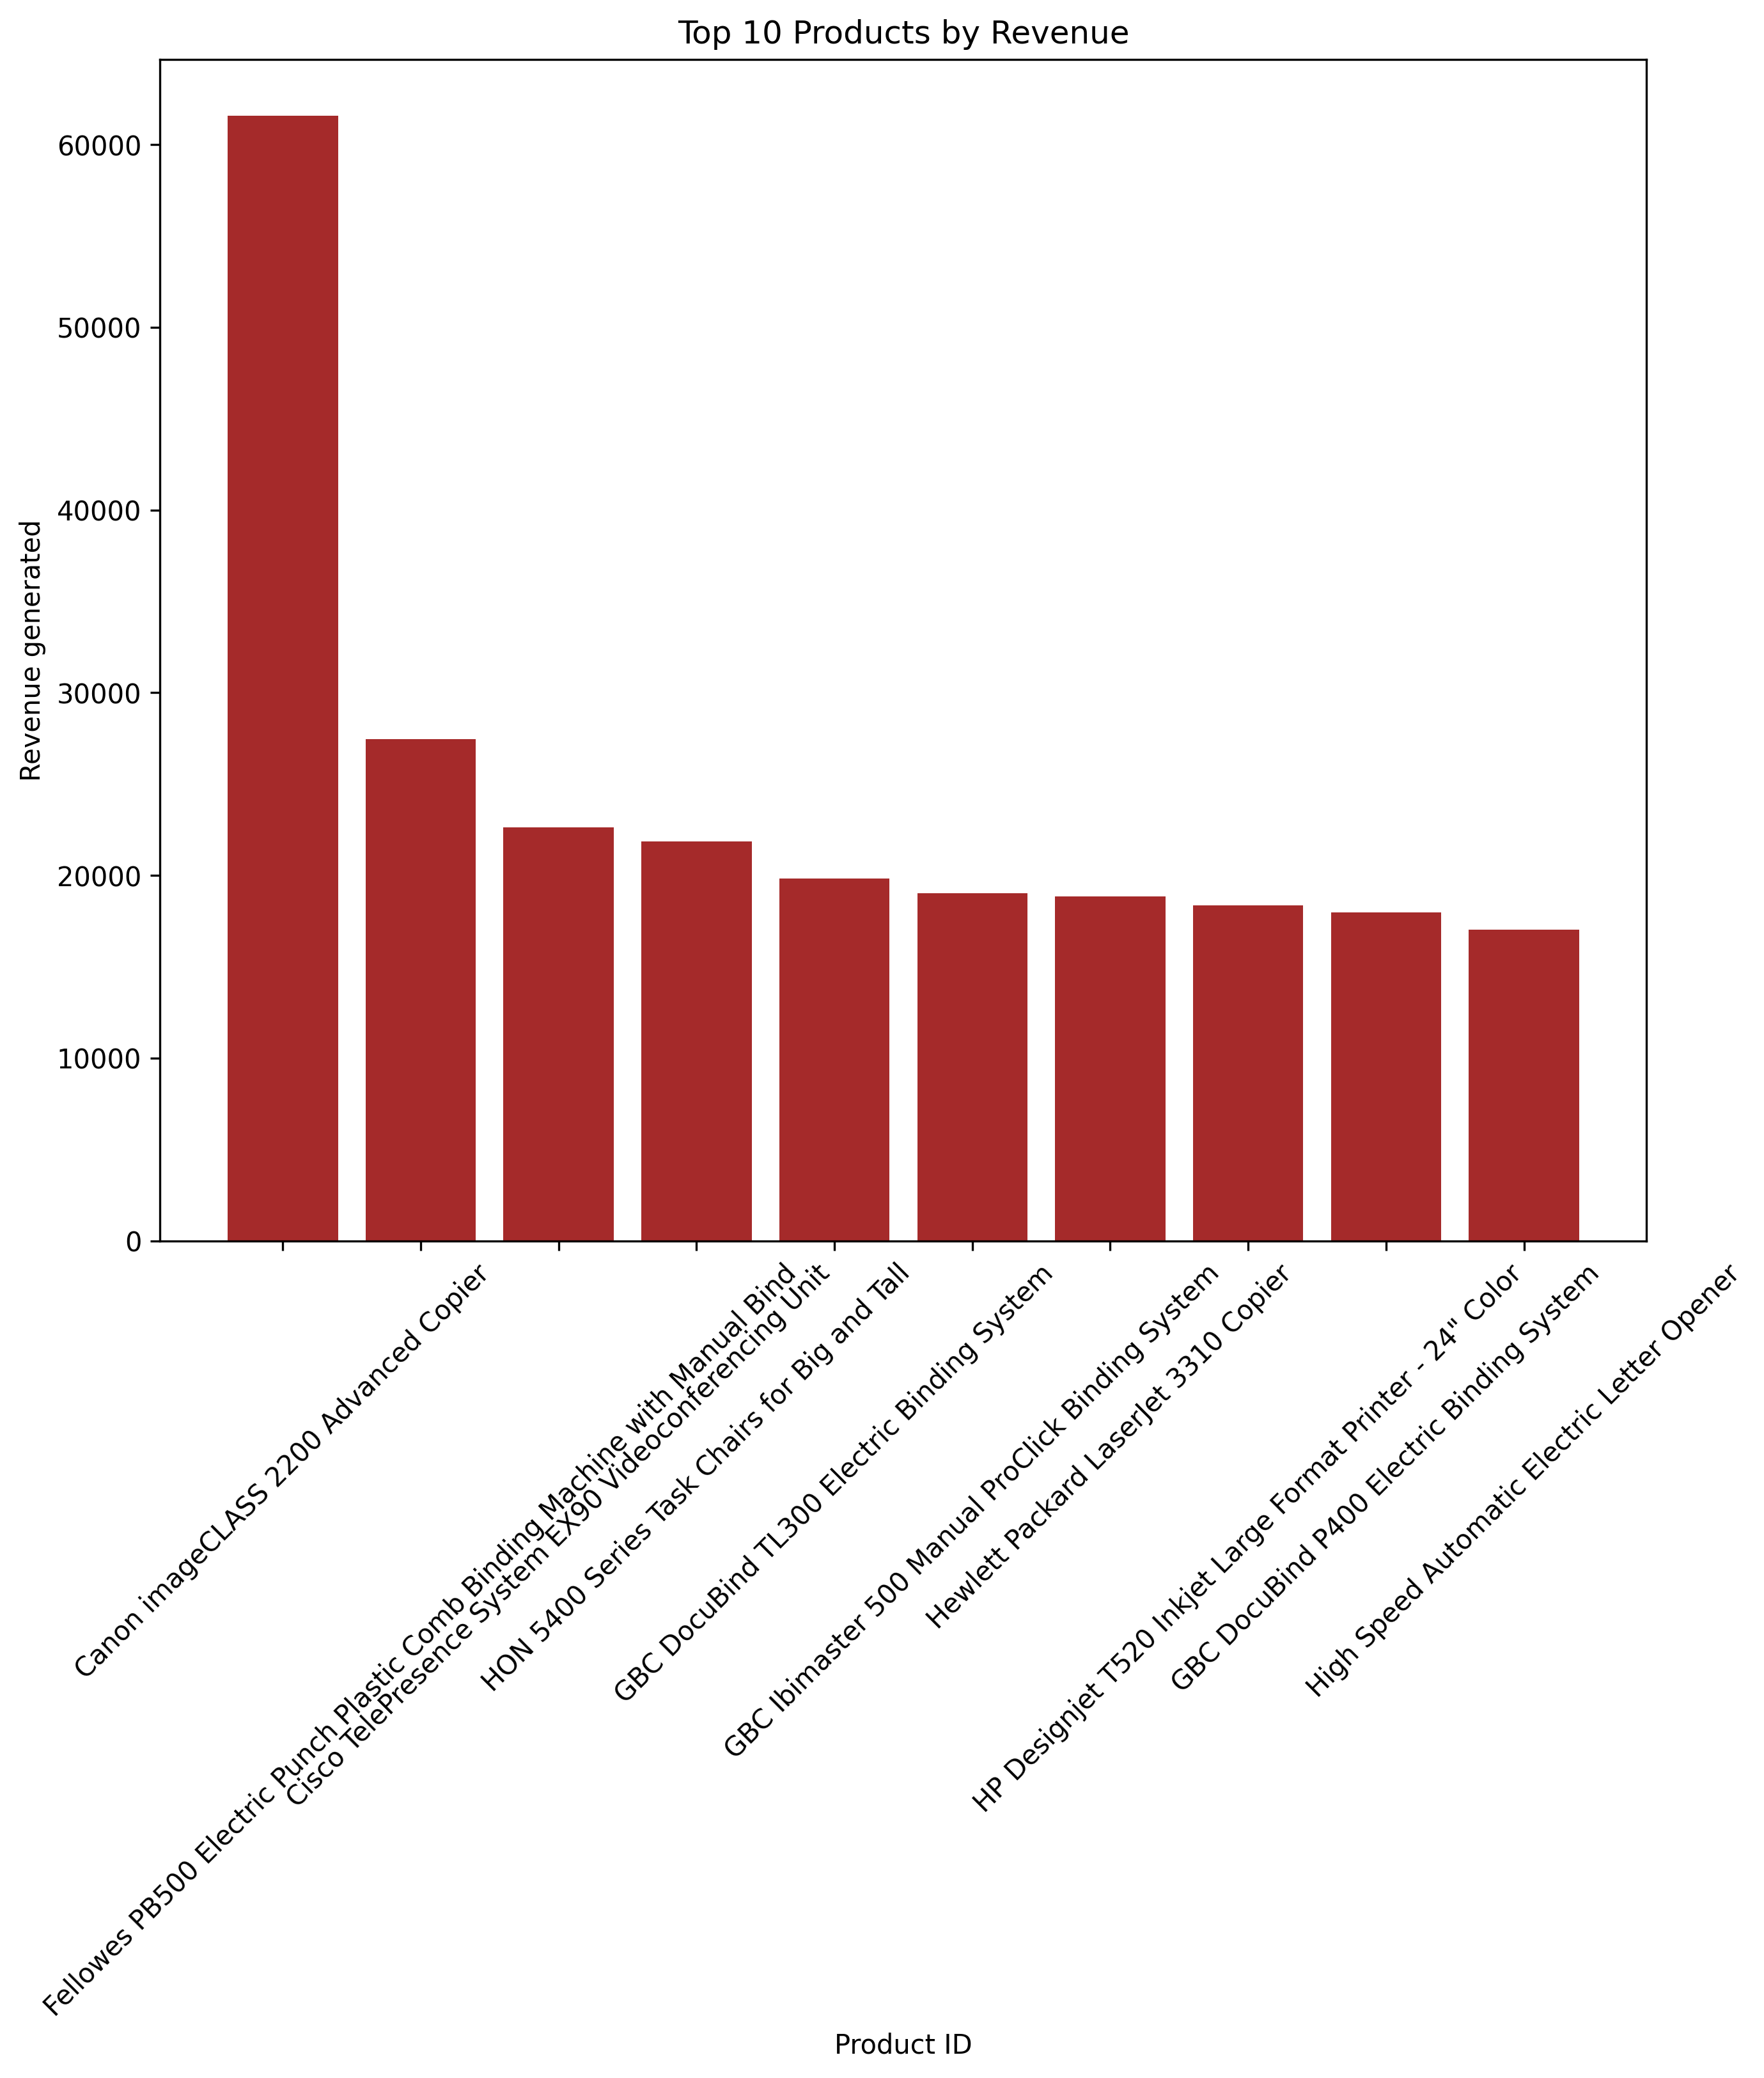 Top 10 Products by Revenue
Revenue generated
60000
50000
40000
30000
20000
10000
0
Canon imageCLASS 2200 Advanced Copier
Fellowes PB500 Electric Punch Plastic Comb Binding Machine with Manual Bind
Cisco TelePresence System EX90 Videoconferencing Unit
HON 5400 Series Task Chairs for Big and Tall
GBC DocuBind TL300 Electric Binding System
GBC Ibimaster 500 Manual ProClick Binding System
Hewlett Packard LaserJet 3310 Copier
HP Designjet T520 Inkjet Large Format Printer - 24" Color
GBC DocuBind P400 Electric Binding System
High Speed Automatic Electric Letter Opener
Product ID